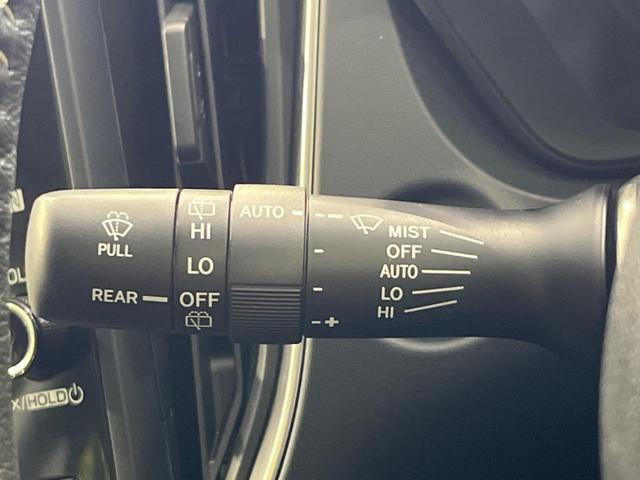 PULL
REAR
HI
LO
OFF
AUTO
- -
-
-
- +
MIST
OFF
AUTO
LO
HI
/HOLD